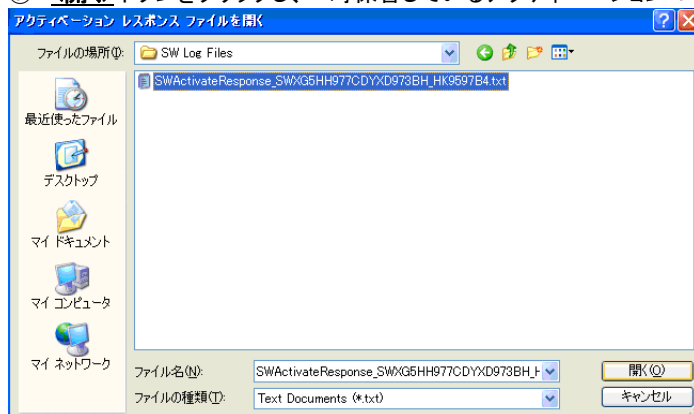 アクティベーション レスポンス ファイルを開く
ファイルの場所(I):
SW Log Files
SWActivateResponse_SWXG5HH977CDYXD973BH_HK9597B4.txt
最近使ったファイル
デスクトップ
マイ ドキュメント
マイ コンピュータ
マイ ネットワーク
ファイル名(N):
SWActivateResponse_SWXG5HH977CDYXD973BH_H
開く(O)
ファイルの種類(T):
Text Documents (*.txt)
キャンセル